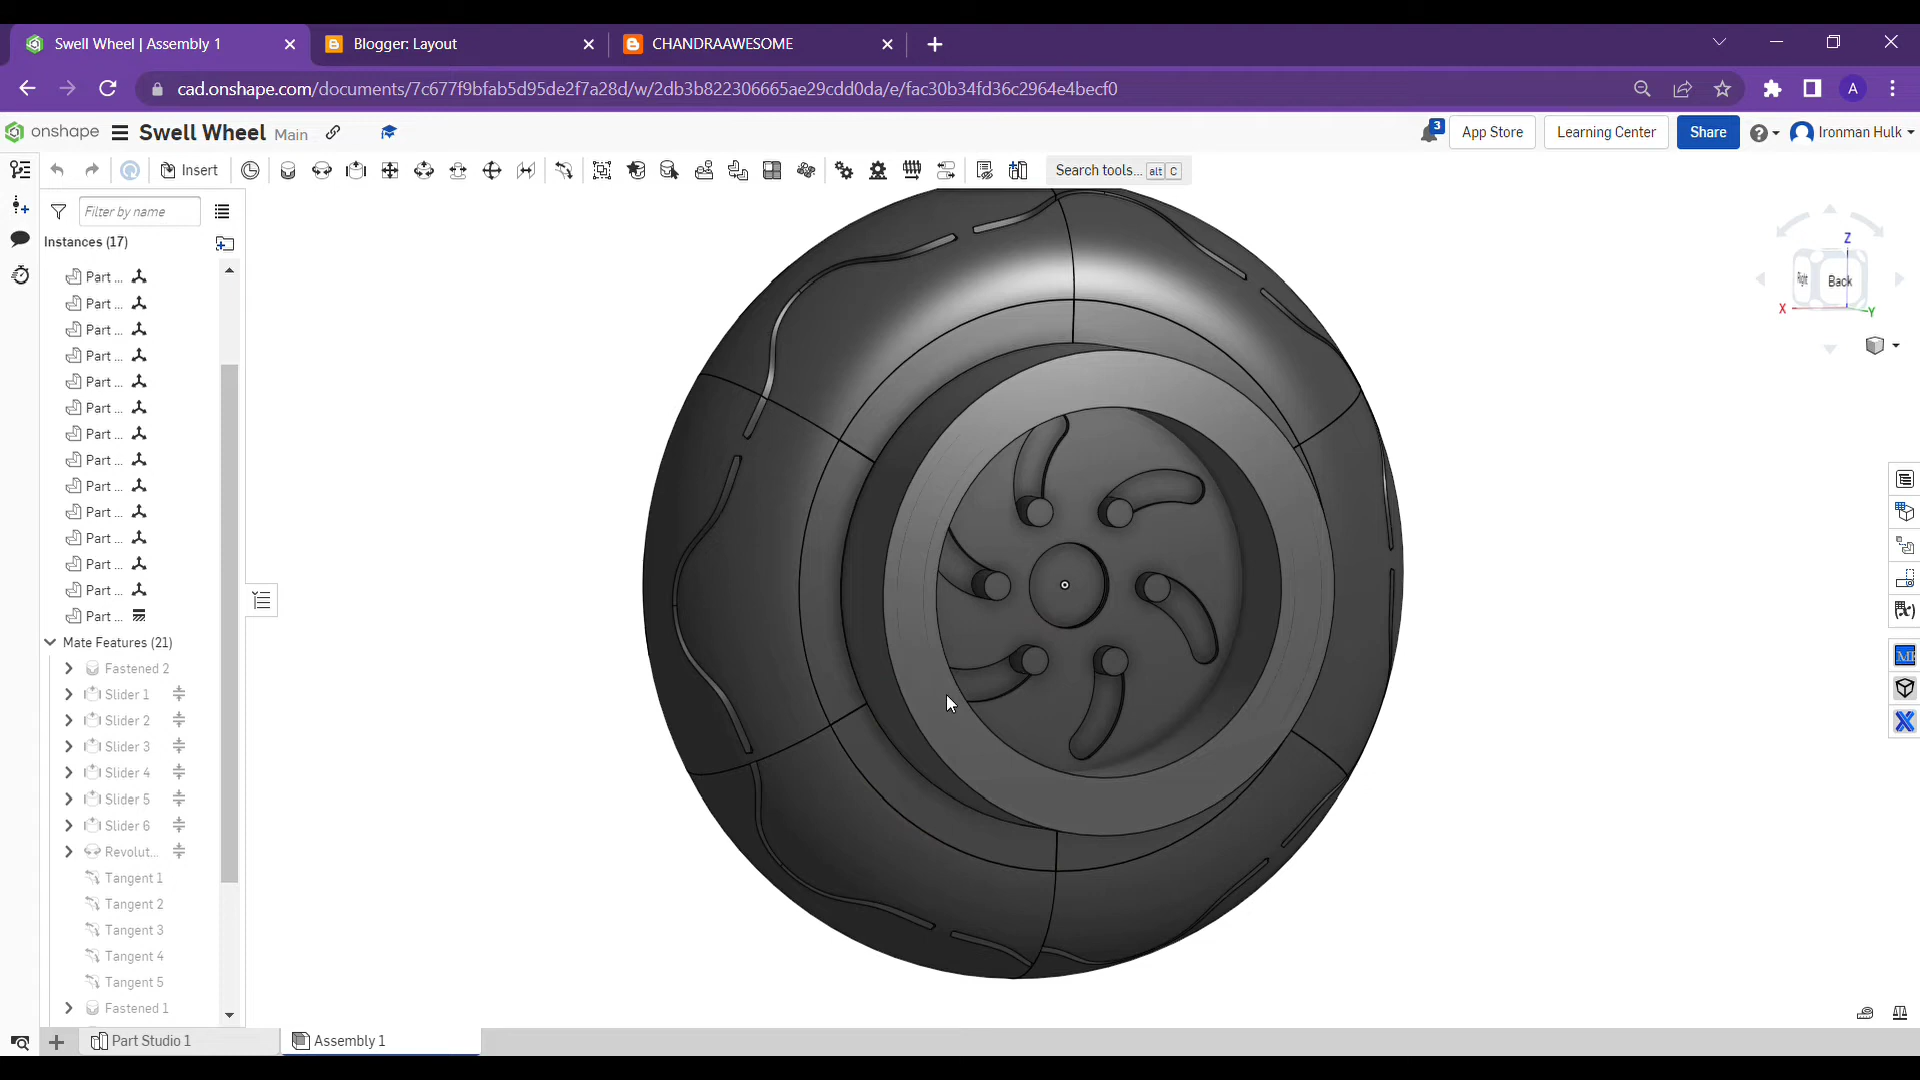 Swell Wheel | Assembly 1
Blogger: Layout
CHANDRAAWESOME
cad.onshape.com/documents/7c677f9bfab5d95de2f7a28d/w/2db3b822306665ae29cdd0da/e/fac30b34fd36c2964e4becf0
A
onshape
Swell Wheel Main
3
App Store
Learning Center
Share
Ironman Hulk
Insert
Search tools... alt C
Filter by name
Instances (17)
Part ...
Part ...
Part ...
Part ...
Part ...
Part ...
Part ...
Part ...
Part ...
Part ...
Part ...
Part ...
Part ...
Part ...
Mate Features (21)
Fastened 2
Slider 1
Slider 2
Slider 3
Slider 4
Slider 5
Slider 6
Revolut...
Tangent 1
Tangent 2
Tangent 3
Tangent 4
Tangent 5
Fastened 1
Z
Right
Back
X
Y
(x)
Part Studio 1
Assembly 1